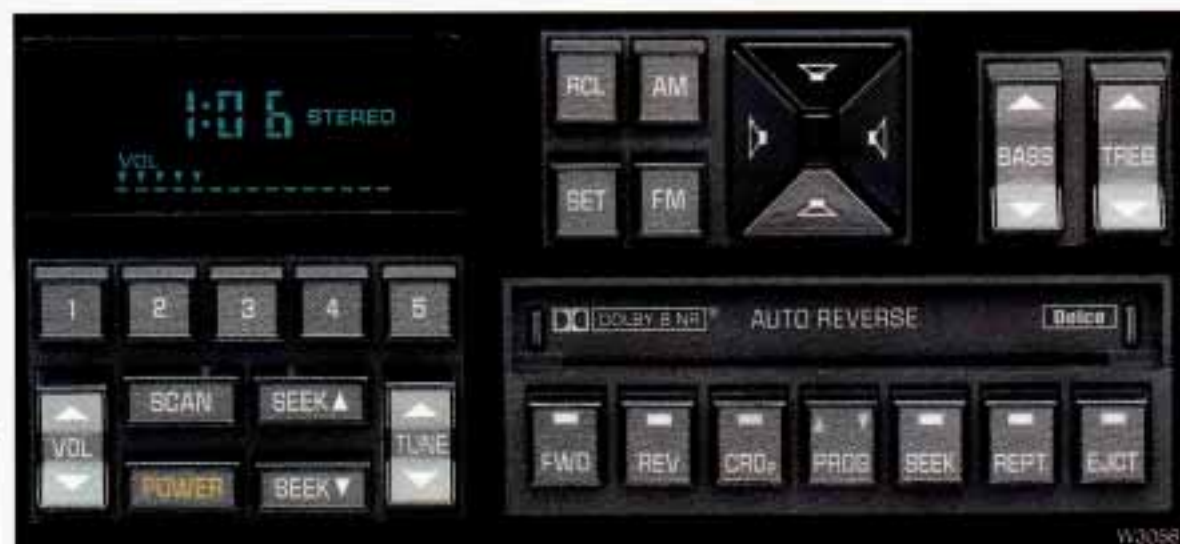 1:06 STEREO
VOL
RCL AM
SET FM
BASS TREB
1 2 3 4 5
SCAN SEEK
VOL TUNE
POWER SEEK
DOLBY B NR AUTO REVERSE Delco
FWD REV CRO₂ PROG SEEK REPT EJCT
W3056